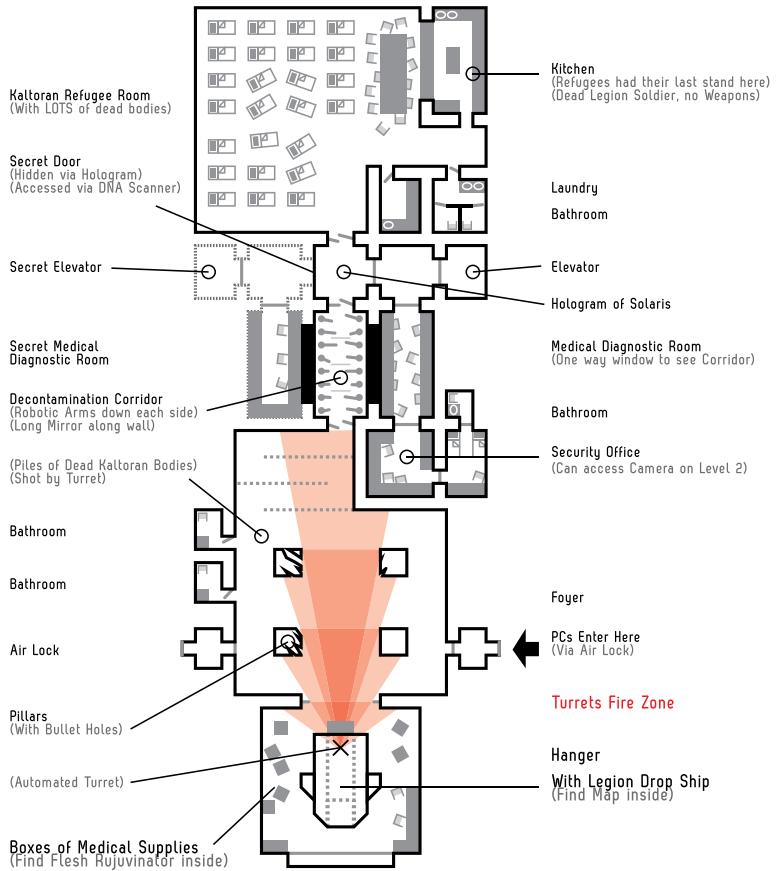 Kitchen
(Refugees had their last stand here)
(Dead Legion Soldier, no Weapons)
Kaltoran Refugee Room
(With LOTS of dead bodies)
Secret Door
(Hidden via Hologram)
(Accessed via DNA Scanner)
Laundry
Bathroom
Secret Elevator
Elevator
Hologram of Solaris
Secret Medical
Diagnostic Room
Medical Diagnostic Room
(One way window to see Corridor)
Decontamination Corridor
(Robotic Arms down each side)
(Long Mirror along wall)
Bathroom
Security Office
(Can access Camera on Level 2)
(Piles of Dead Kaltoran Bodies)
(Shot by Turret)
Bathroom
Bathroom
Foyer
Air Lock
PCs Enter Here
(Via Air Lock)
Turrets Fire Zone
Pillars
(With Bullet Holes)
Hanger
With Legion Drop Ship
(Find Map inside)
(Automated Turret)
Boxes of Medical Supplies
(Find Flesh Rujuvinator inside)